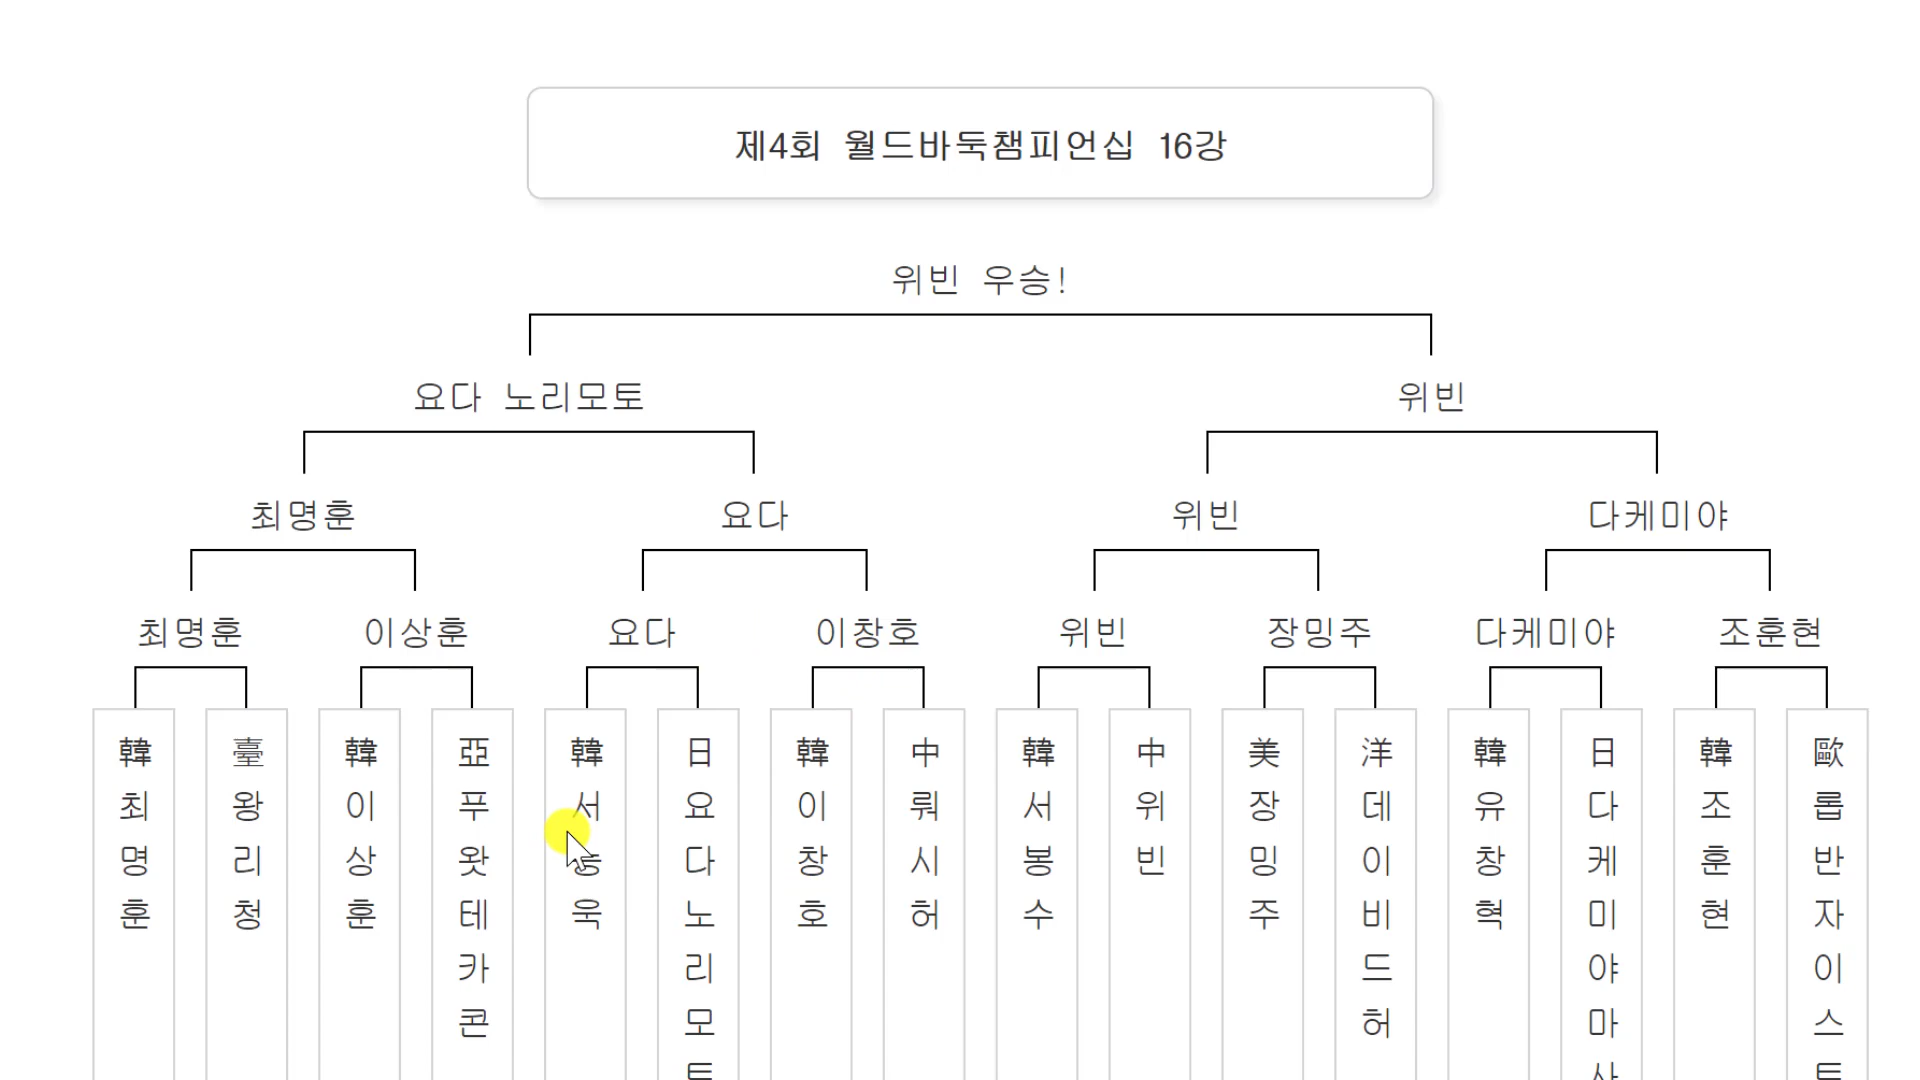 제4회 월드바둑챔피언십 16강
위빈 우승!
요다 노리모토 위빈
최명훈 요다 위빈 다케미야
최명훈 이상훈 요다 이창호 위빈 장밍주 다케미야 조훈현
韓최명훈
臺왕리청
韓이상훈
亞푸왓테카콘
韓서욱
日요다노리모토
韓이창호
中뤄시허
韓서봉수
中위빈
美장밍주
洋데이비드허
韓유창혁
日다케미야마사
韓조훈현
歐롭반자이스트